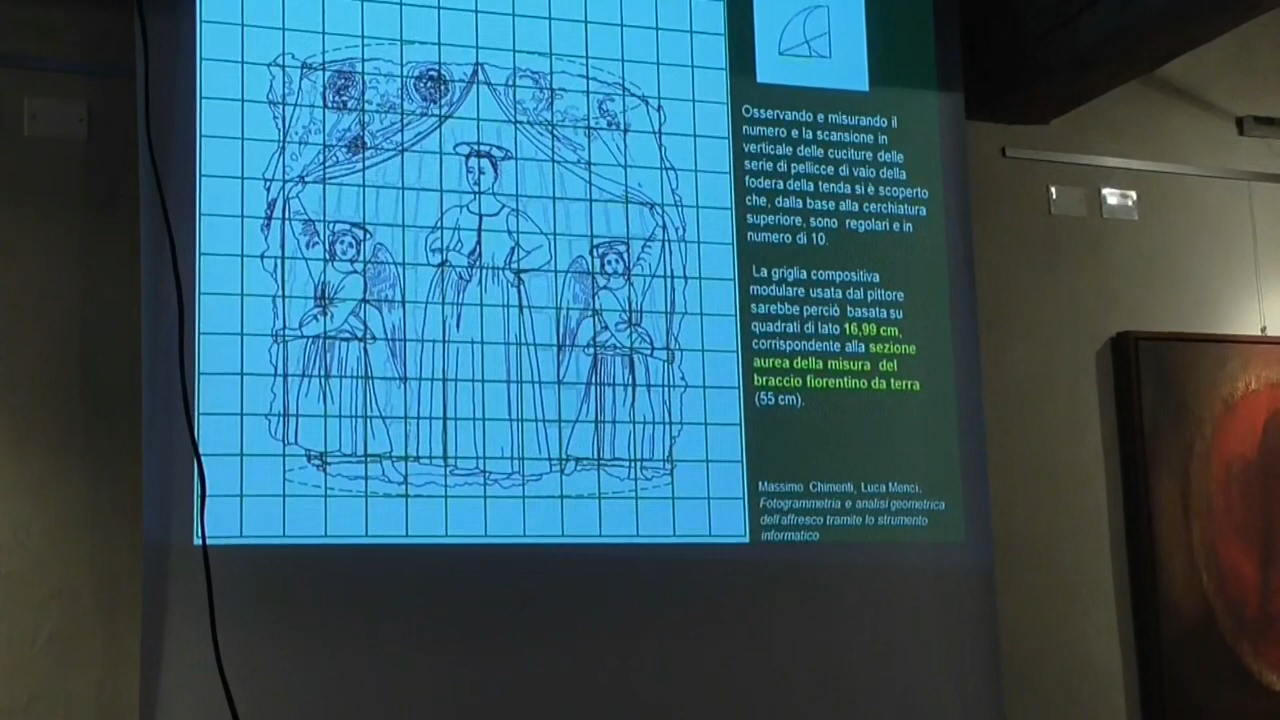 Osservando e misurando il
numero e la scansione in
verticale delle cuciture delle
serie di pellicce di vaio della
fodera della tenda si è scoperto
che, dalla base alla cerchiatura
superiore, sono regolari e in
numero di 10.
La griglia compositiva
modulare usata dal pittore
sarebbe perciò basata su
quadrati di lato 16,99 cm,
corrispondente alla sezione
aurea della misura del
braccio fiorentino da terra
(55 cm).
Massimo Chimenti, Luca Menci.
Fotogrammetria e analisi geometrica
dell'affresco tramite lo strumento
informatico